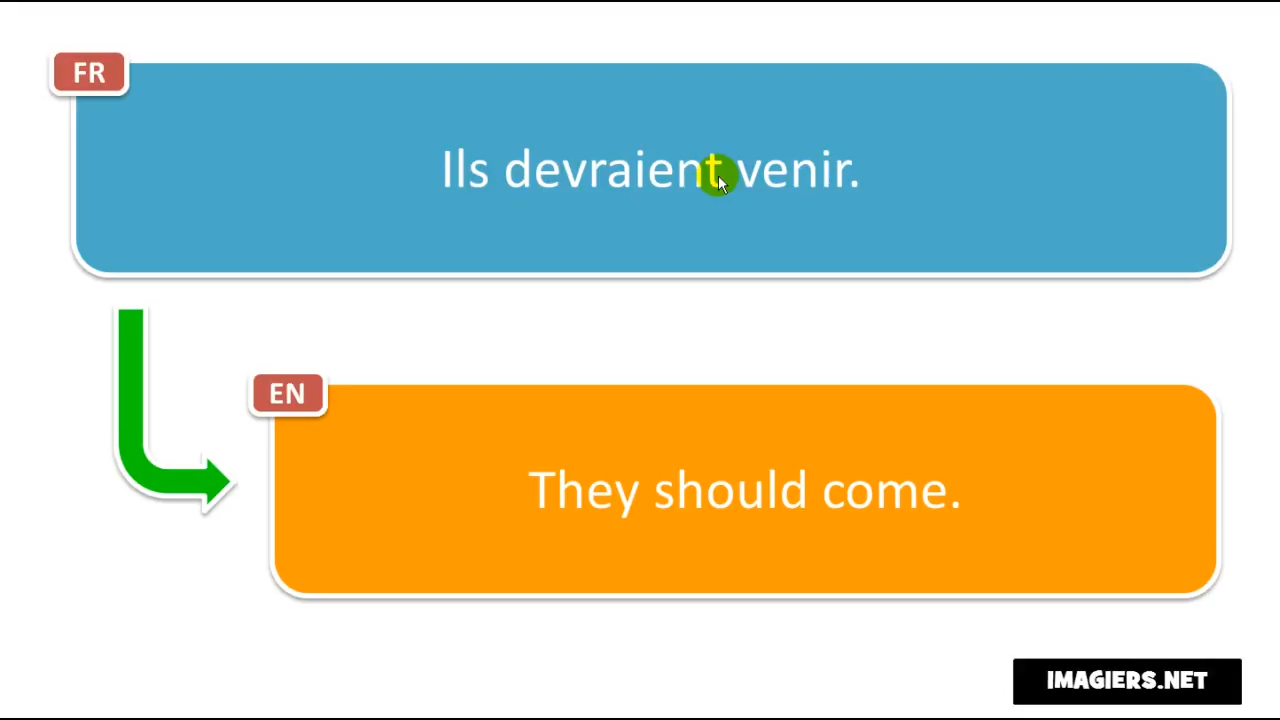 FR
Ils devraient venir.
EN
They should come.
IMAGIERS.NET